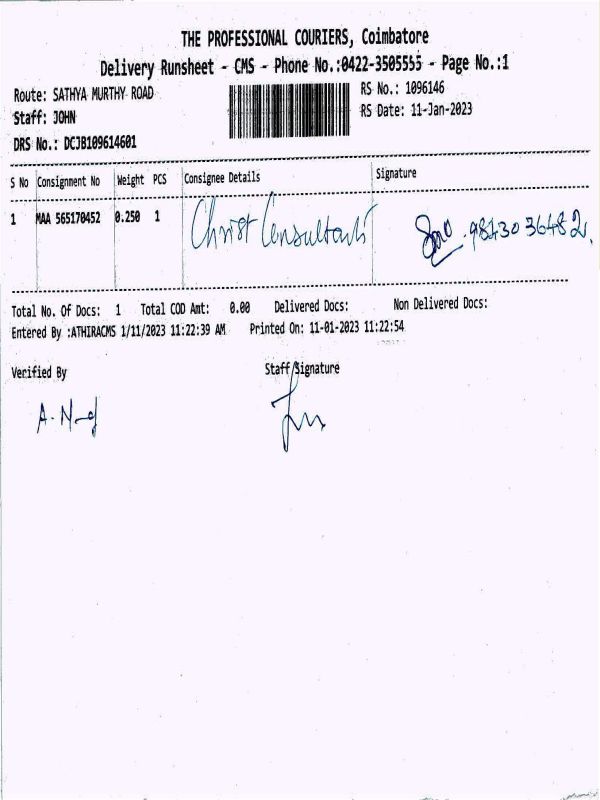 THE PROFESSIONAL COURIERS, Coimbatore
Delivery Runsheet - CMS - Phone No.:0422-3505555 - Page No.:1
Route: SATHYA MURTHY ROAD
RS No.: 1096146
Staff: JOHN
RS Date: 11-Jan-2023
DRS No.: DCJB109614601
S No Consignment No Weight PCS Consignee Details Signature
1 MAA 565170452 0.250 1 Christ Consultants 9843036482
Total No. Of Docs: 1 Total COD Amt: 0.00 Delivered Docs: Non Delivered Docs:
Entered By :ATHIRACMS 1/11/2023 11:22:39 AM Printed On: 11-01-2023 11:22:54
Verified By Staff Signature